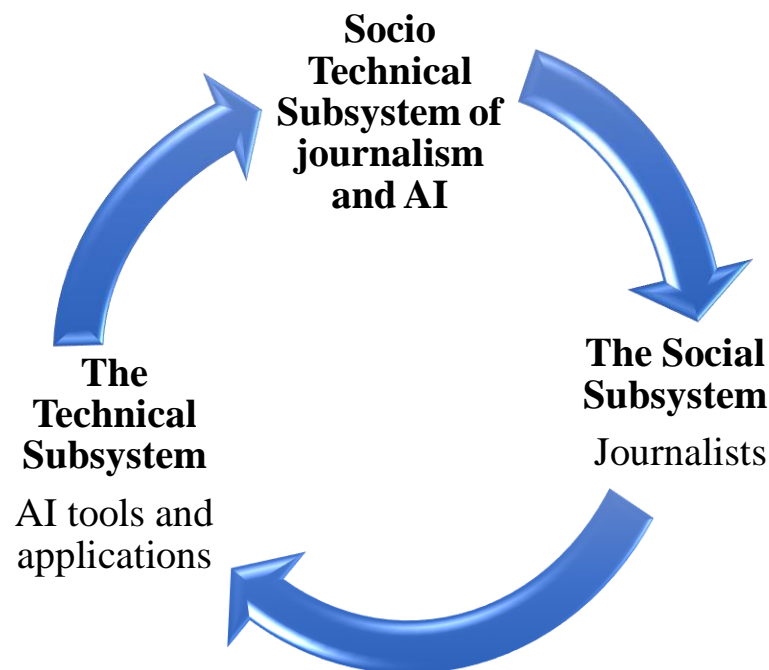 Socio
Technical
Subsystem of
journalism
and AI
The Social
Subsystem
Journalists
The
Technical
Subsystem
AI tools and
applications